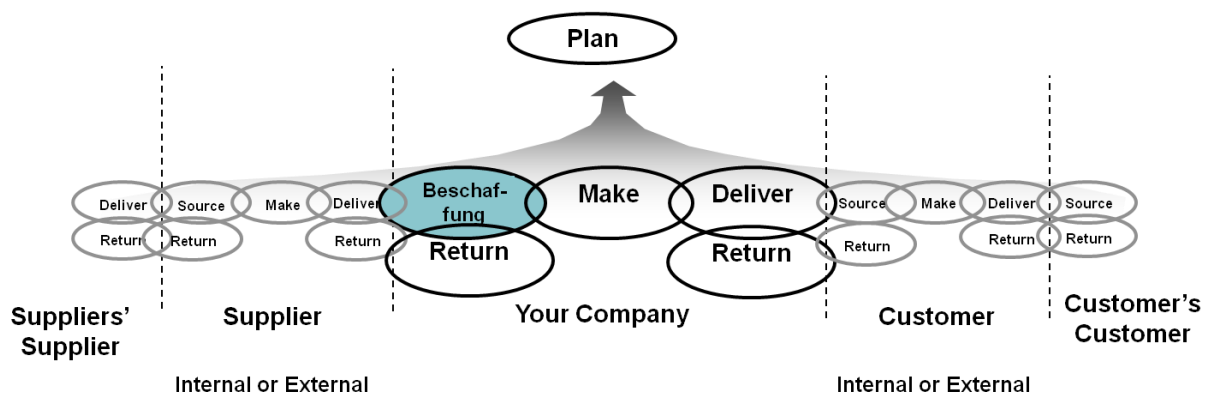 Plan
Deliver
Source
Make
Deliver
Beschaf-
fung
Make
Deliver
Source
Make
Deliver
Source
Return
Return
Return
Return
Return
Return
Return
Return
Suppliers'
Supplier
Supplier
Your Company
Customer
Customer's
Customer
Internal or External
Internal or External